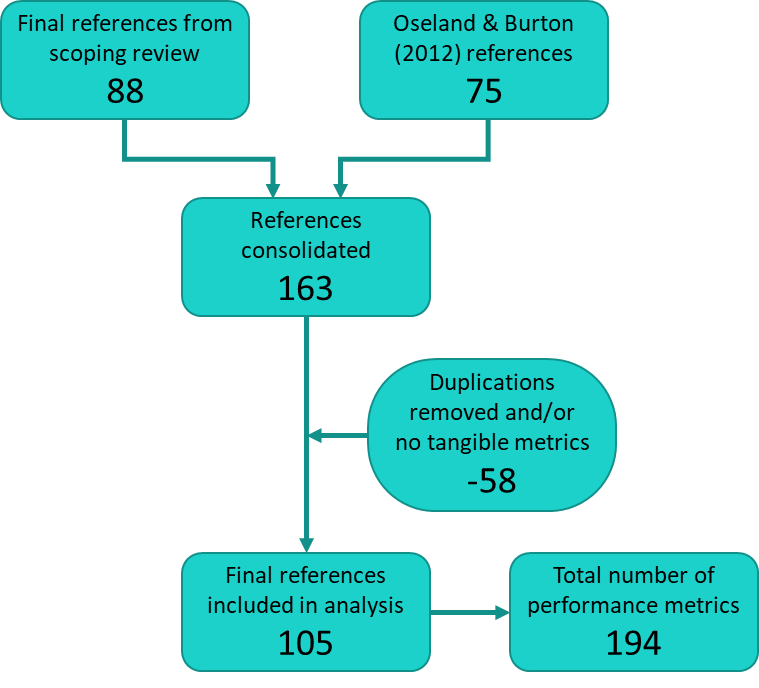 Final references from
scoping review
88
Oseland & Burton
(2012) references
75
References
consolidated
163
Duplications
removed and/or
no tangible metrics
-58
Final references
included in analysis
105
Total number of
performance metrics
194